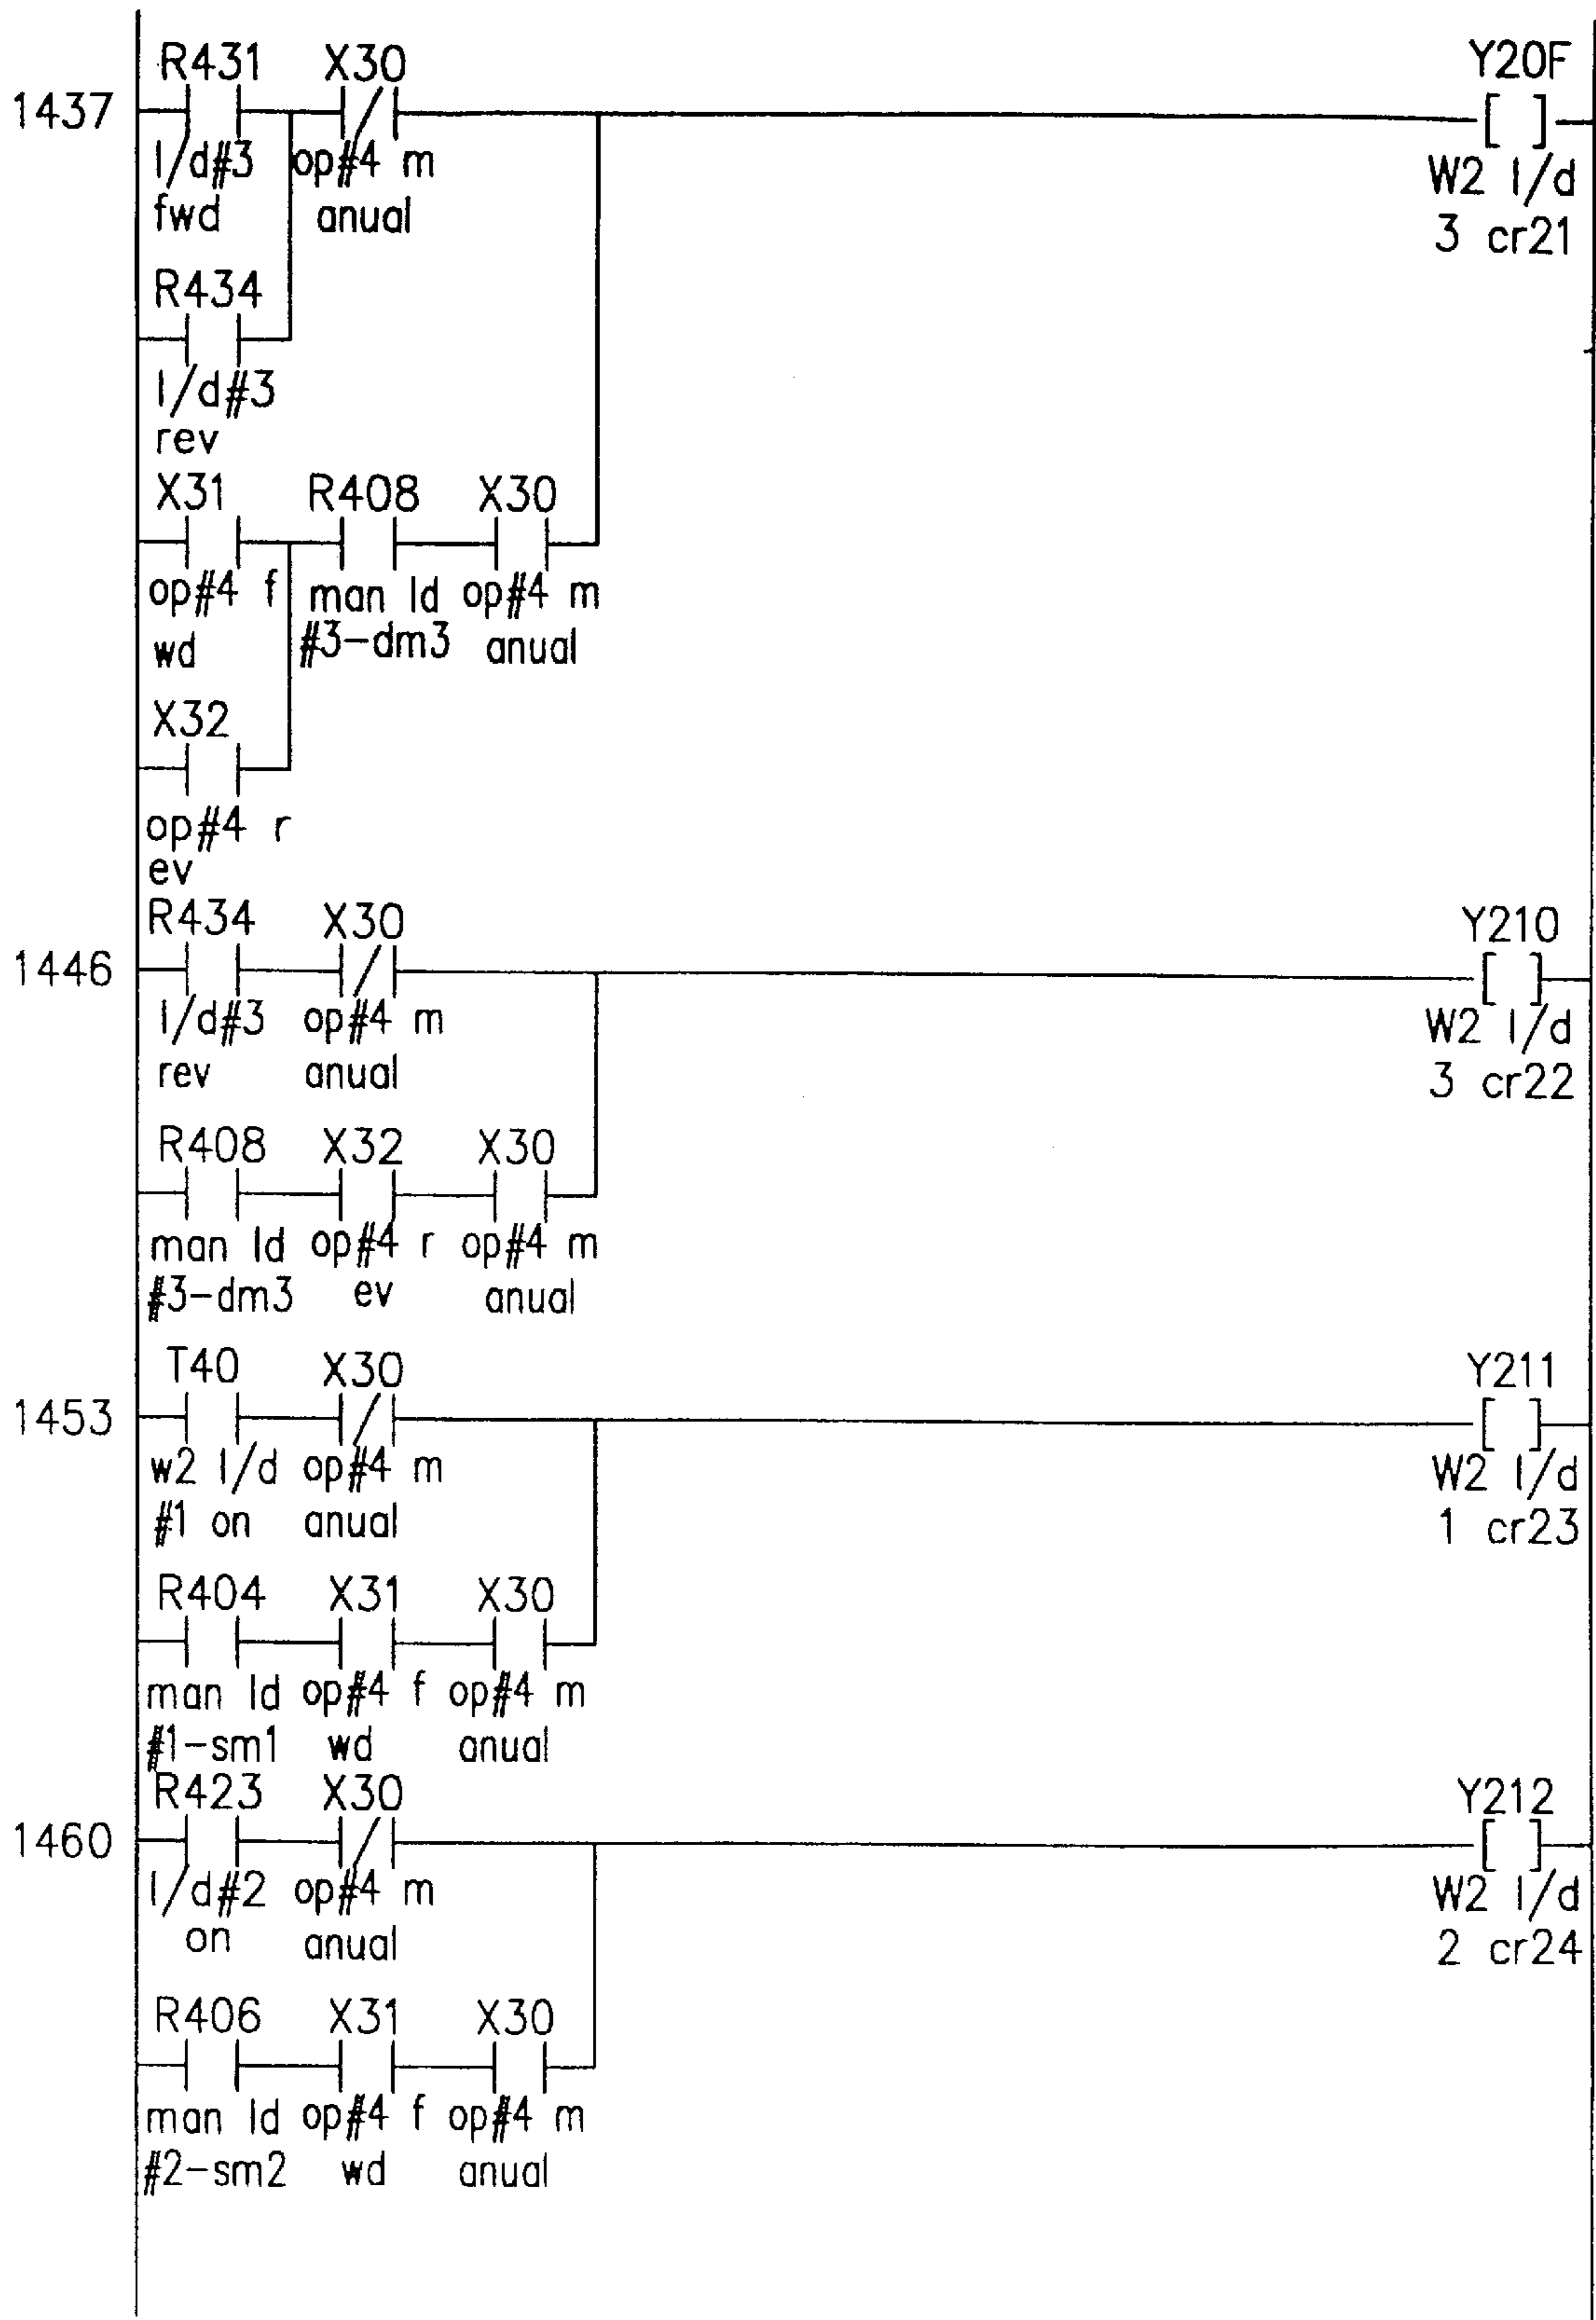 R431 X30 Y20F
1437
l/d#3 op#4 m W2 l/d
fwd anual 3 cr21
R434
l/d#3
rev
X31 R408 X30
op#4 f man ld op#4 m
wd #3-dm3 anual
X32
op#4 r
ev
R434 X30 Y210
1446
l/d#3 op#4 m W2 l/d
rev anual 3 cr22
R408 X32 X30
man ld op#4 r op#4 m
#3-dm3 ev anual
T40 X30 Y211
1453
w2 l/d op#4 m W2 l/d
#1 on anual 1 cr23
R404 X31 X30
man ld op#4 f op#4 m
#1-sm1 wd anual
R423 X30 Y212
1460
l/d#2 op#4 m W2 l/d
on anual 2 cr24
R406 X31 X30
man ld op#4 f op#4 m
#2-sm2 wd anual